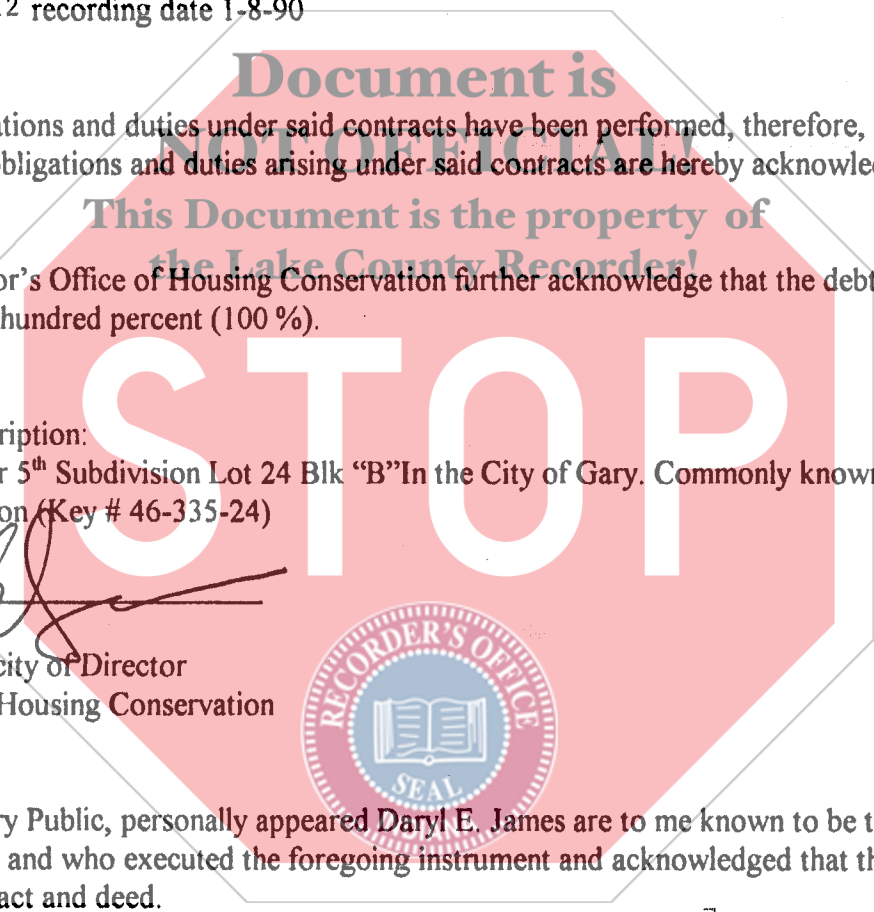 2 recording date 1-8-90
Document is
ations and duties under said contracts have been performed, therefore,
NOT OFFICIAL!
obligations and duties arising under said contracts are hereby acknowled
This Document is the property of
the Lake County Recorder!
or's Office of Housing Conservation further acknowledge that the debt
hundred percent (100 %).
STOP
ription:
r 5th Subdivision Lot 24 Blk “B”In the City of Gary. Commonly known
on (Key # 46-335-24)
RECORDER'S OFFICE
city of Director
Housing Conservation
SEAL
ry Public, personally appeared Daryl E. James are to me known to be t
and who executed the foregoing instrument and acknowledged that th
act and deed.